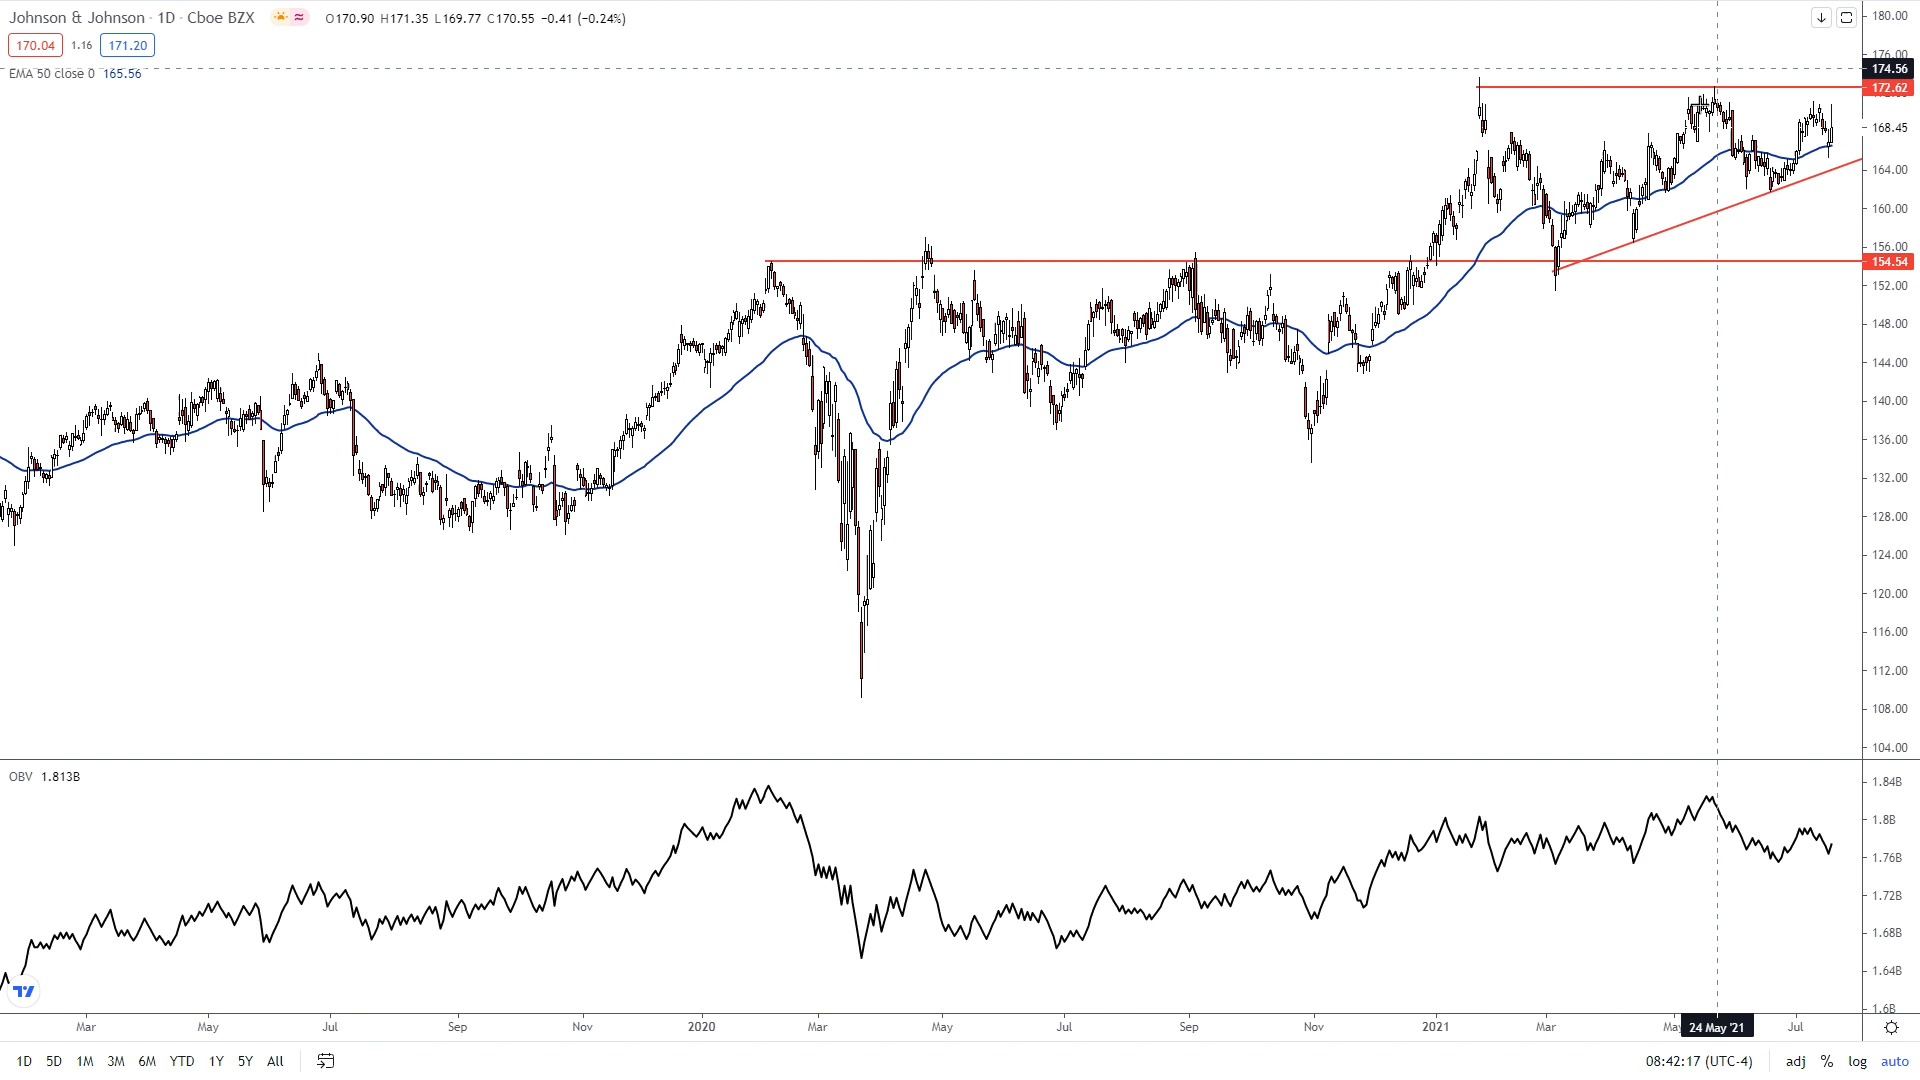 Johnson & Johnson · 1D · Cboe BZX O170.90 H171.35 L169.77 C170.55 −0.41 (−0.24%)
170.04 1.16 171.20
EMA 50 close 0 165.56
180.00
176.00
174.56
172.62
168.45
164.00
160.00
156.00
154.54
152.00
148.00
144.00
140.00
136.00
132.00
128.00
124.00
120.00
116.00
112.00
108.00
104.00
OBV 1.813B
1.84B
1.8B
1.76B
1.72B
1.68B
1.64B
1.6B
Mar May Jul Sep Nov 2020 Mar May Jul Sep Nov 2021 Mar May 24 May '21 Jul
1D 5D 1M 3M 6M YTD 1Y 5Y All 08:42:17 (UTC-4) adj % log auto